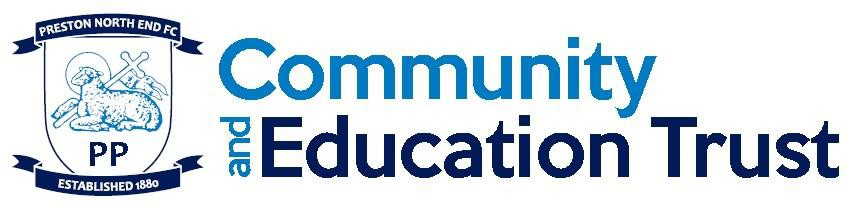 PRESTON NORTH END FC
PP
ESTABLISHED 1880
Community
and Education Trust